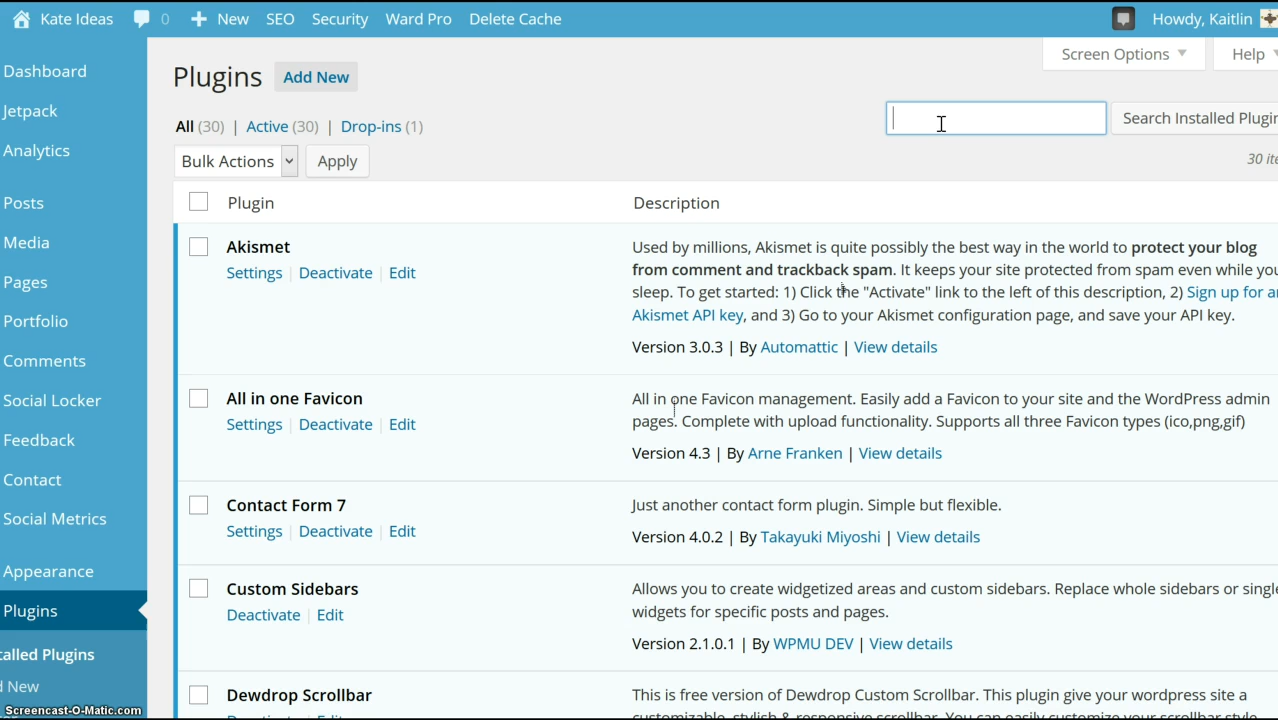 Kate Ideas 0 New SEO Security Ward Pro Delete Cache Howdy, Kaitlin
Screen Options Help
Dashboard
Jetpack
Analytics
Posts
Media
Pages
Portfolio
Comments
Social Locker
Feedback
Contact
Social Metrics
Appearance
Plugins
talled Plugins
d New
Plugins Add New
All (30) | Active (30) | Drop-ins (1)
Search Installed Plugin
Bulk Actions Apply
30 ite
Plugin Description
Akismet
Settings | Deactivate | Edit
Used by millions, Akismet is quite possibly the best way in the world to protect your blog
from comment and trackback spam. It keeps your site protected from spam even while you
sleep. To get started: 1) Click the "Activate" link to the left of this description, 2) Sign up for an
Akismet API key, and 3) Go to your Akismet configuration page, and save your API key.
Version 3.0.3 | By Automattic | View details
All in one Favicon
Settings | Deactivate | Edit
All in one Favicon management. Easily add a Favicon to your site and the WordPress admin
pages. Complete with upload functionality. Supports all three Favicon types (ico,png,gif)
Version 4.3 | By Arne Franken | View details
Contact Form 7
Settings | Deactivate | Edit
Just another contact form plugin. Simple but flexible.
Version 4.0.2 | By Takayuki Miyoshi | View details
Custom Sidebars
Deactivate | Edit
Allows you to create widgetized areas and custom sidebars. Replace whole sidebars or single
widgets for specific posts and pages.
Version 2.1.0.1 | By WPMU DEV | View details
Dewdrop Scrollbar
This is free version of Dewdrop Custom Scrollbar. This plugin give your wordpress site a
customizable, stylish & responsive scrollbar. You can easily customize your scrollbar style
Screencast-O-Matic.com